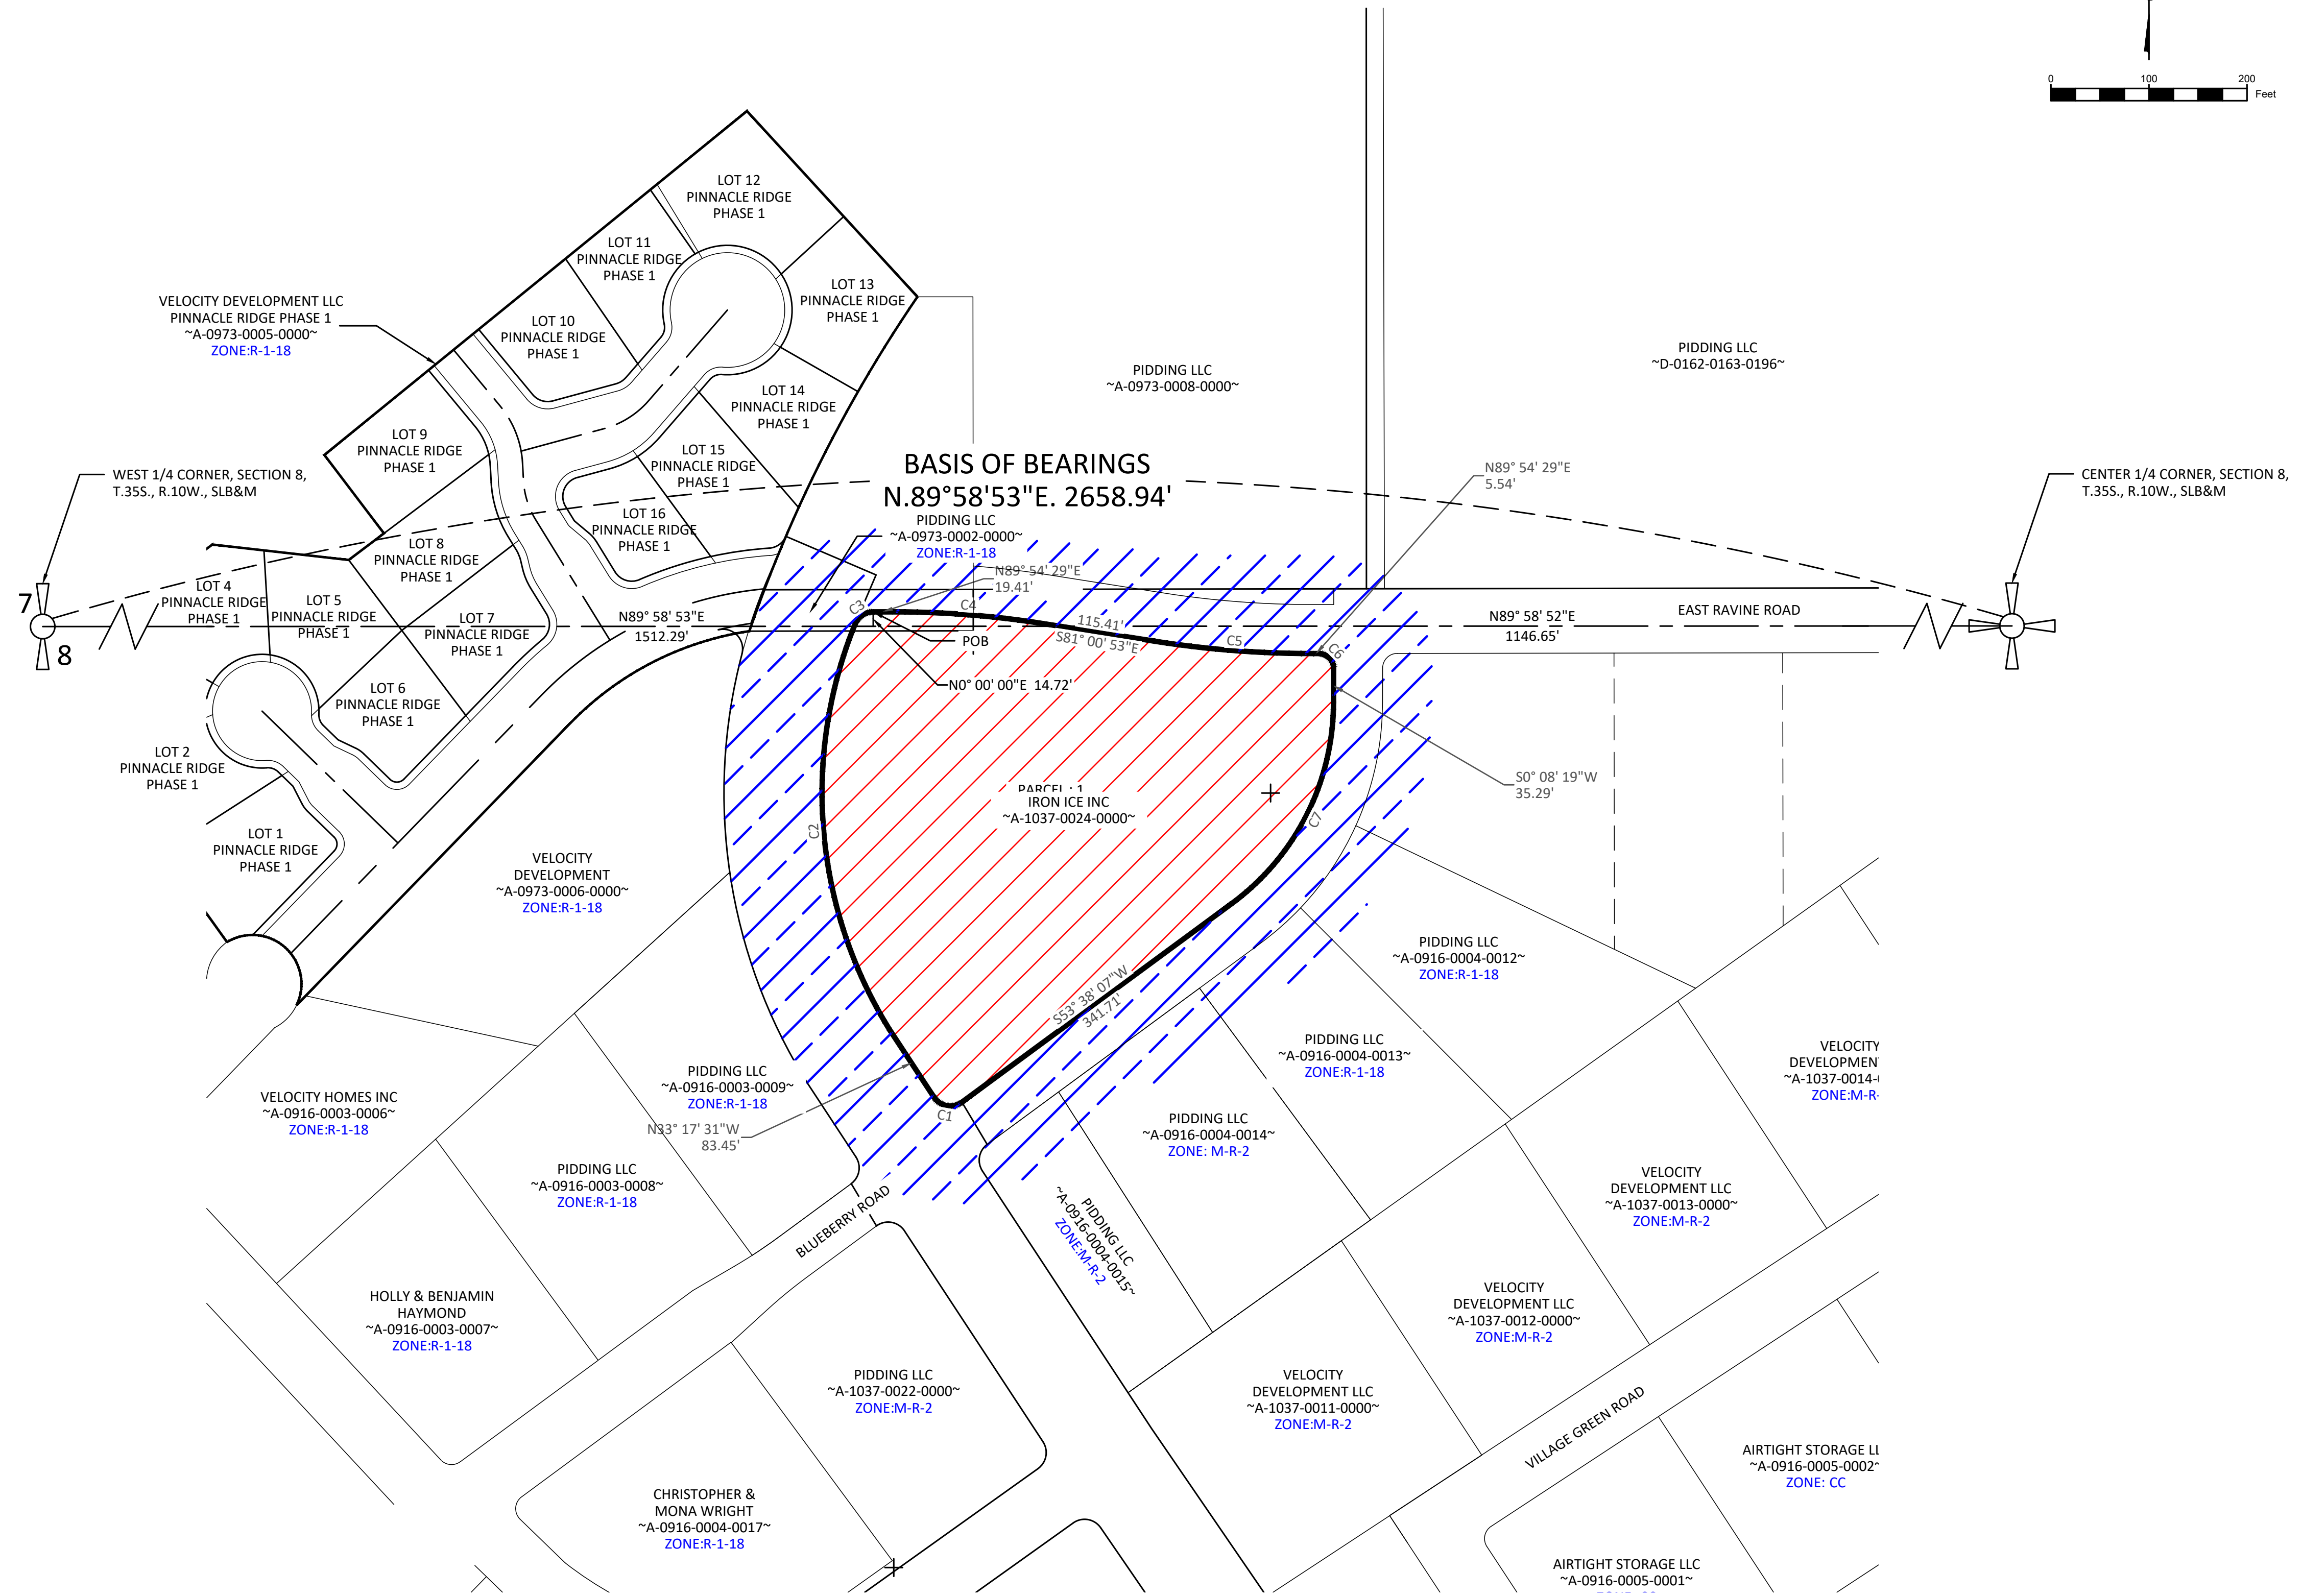 0 100 200
Feet
LOT 12
PINNACLE RIDGE
PHASE 1
LOT 11
PINNACLE RIDGE
PHASE 1
LOT 13
PINNACLE RIDGE
PHASE 1
VELOCITY DEVELOPMENT LLC
PINNACLE RIDGE PHASE 1
~A-0973-0005-0000~
ZONE:R-1-18
LOT 10
PINNACLE RIDGE
PHASE 1
PIDDING LLC
~A-0973-0008-0000~
PIDDING LLC
~D-0162-0163-0196~
LOT 14
PINNACLE RIDGE
PHASE 1
LOT 9
PINNACLE RIDGE
PHASE 1
LOT 15
PINNACLE RIDGE
PHASE 1
BASIS OF BEARINGS
N.89°58'53"E. 2658.94'
WEST 1/4 CORNER, SECTION 8,
T.35S., R.10W., SLB&M
N89° 54' 29"E
5.54'
CENTER 1/4 CORNER, SECTION 8,
T.35S., R.10W., SLB&M
LOT 16
PINNACLE RIDGE
PHASE 1
PIDDING LLC
~A-0973-0002-0000~
ZONE:R-1-18
LOT 8
PINNACLE RIDGE
PHASE 1
N89° 54' 29"E
19.41'
LOT 4
PINNACLE RIDGE
PHASE 1
LOT 5
PINNACLE RIDGE
PHASE 1
LOT 7
PINNACLE RIDGE
PHASE 1
7
8
N89° 58' 53"E
1512.29'
C3
C4
115.41'
S81° 00' 53"E
C5
C6
N89° 58' 52"E
1146.65'
EAST RAVINE ROAD
POB
N0° 00' 00"E 14.72'
LOT 6
PINNACLE RIDGE
PHASE 1
LOT 2
PINNACLE RIDGE
PHASE 1
S0° 08' 19"W
35.29'
PARCEL : 1
IRON ICE INC
~A-1037-0024-0000~
C2
C7
LOT 1
PINNACLE RIDGE
PHASE 1
VELOCITY
DEVELOPMENT
~A-0973-0006-0000~
ZONE:R-1-18
PIDDING LLC
~A-0916-0004-0012~
ZONE:R-1-18
S53° 38' 07"W
341.71'
PIDDING LLC
~A-0916-0004-0013~
ZONE:R-1-18
VELOCITY
DEVELOPMEN
~A-1037-0014-
ZONE:M-R-
PIDDING LLC
~A-0916-0003-0009~
ZONE:R-1-18
VELOCITY HOMES INC
~A-0916-0003-0006~
ZONE:R-1-18
C1
N33° 17' 31"W
83.45'
PIDDING LLC
~A-0916-0004-0014~
ZONE: M-R-2
PIDDING LLC
~A-0916-0003-0008~
ZONE:R-1-18
VELOCITY
DEVELOPMENT LLC
~A-1037-0013-0000~
ZONE:M-R-2
BLUEBERRY ROAD
PIDDING LLC
~A-0916-0004-0015~
ZONE:M-R-2
HOLLY & BENJAMIN
HAYMOND
~A-0916-0003-0007~
ZONE:R-1-18
VELOCITY
DEVELOPMENT LLC
~A-1037-0012-0000~
ZONE:M-R-2
PIDDING LLC
~A-1037-0022-0000~
ZONE:M-R-2
VELOCITY
DEVELOPMENT LLC
~A-1037-0011-0000~
ZONE:M-R-2
VILLAGE GREEN ROAD
AIRTIGHT STORAGE LL
~A-0916-0005-0002~
ZONE: CC
CHRISTOPHER &
MONA WRIGHT
~A-0916-0004-0017~
ZONE:R-1-18
AIRTIGHT STORAGE LLC
~A-0916-0005-0001~